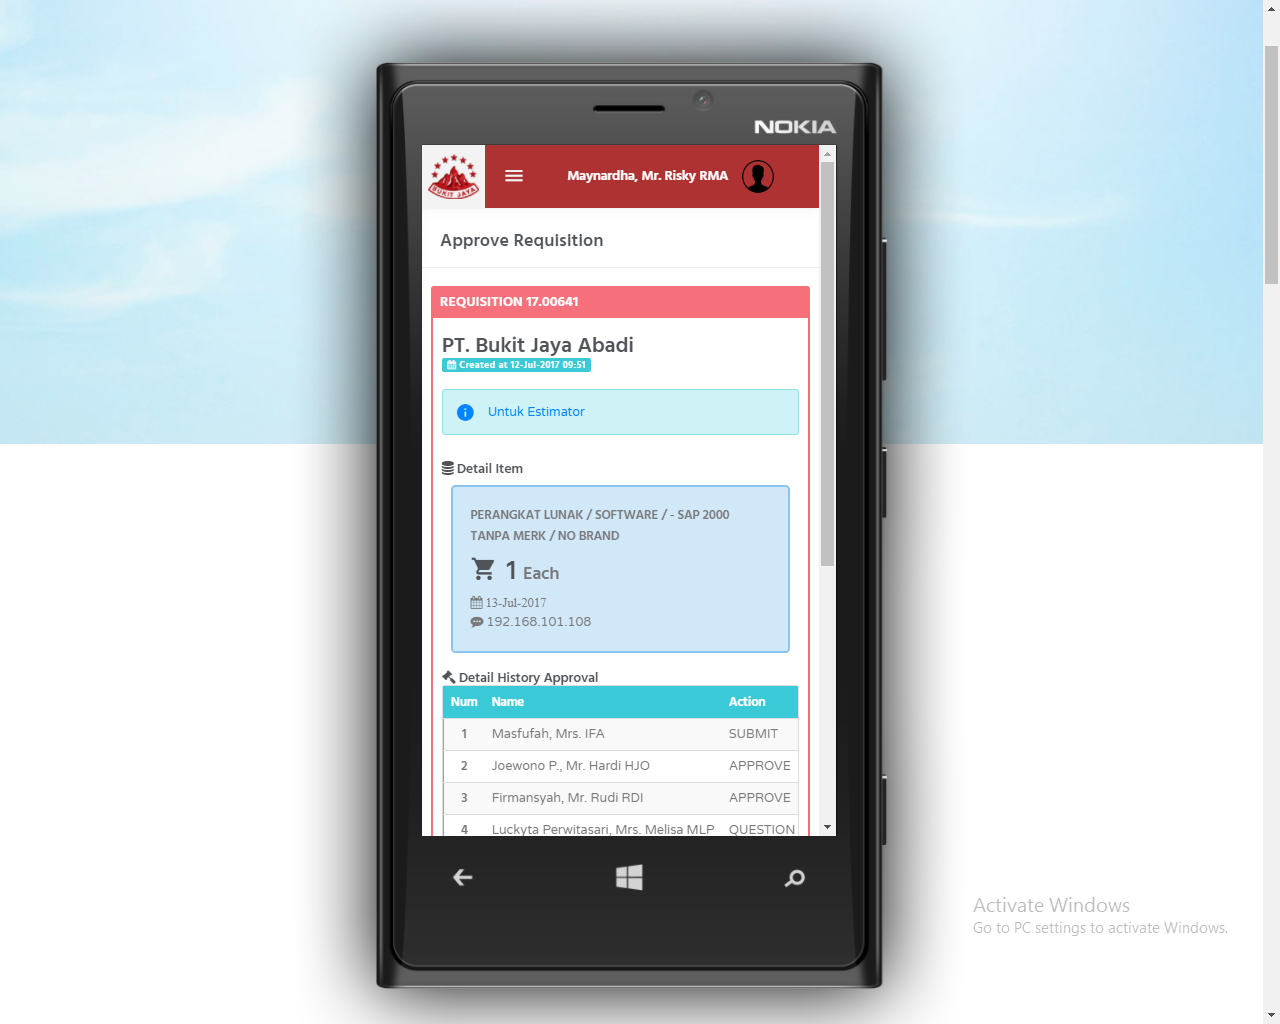 NOKIA
BUKIT JAYA
Maynardha, Mr. Risky RMA
Approve Requisition
REQUISITION 17.00641
PT. Bukit Jaya Abadi
Created at 12-Jul-2017 09:51
Untuk Estimator
Detail Item
PERANGKAT LUNAK / SOFTWARE / - SAP 2000
TANPA MERK / NO BRAND
1 Each
13-Jul-2017
192.168.101.108
Detail History Approval
Num Name Action
1 Masfufah, Mrs. IFA SUBMIT
2 Joewono P., Mr. Hardi HJO APPROVE
3 Firmansyah, Mr. Rudi RDI APPROVE
4 Luckyta Perwitasari, Mrs. Melisa MLP QUESTION
Activate Windows
Go to PC settings to activate Windows.